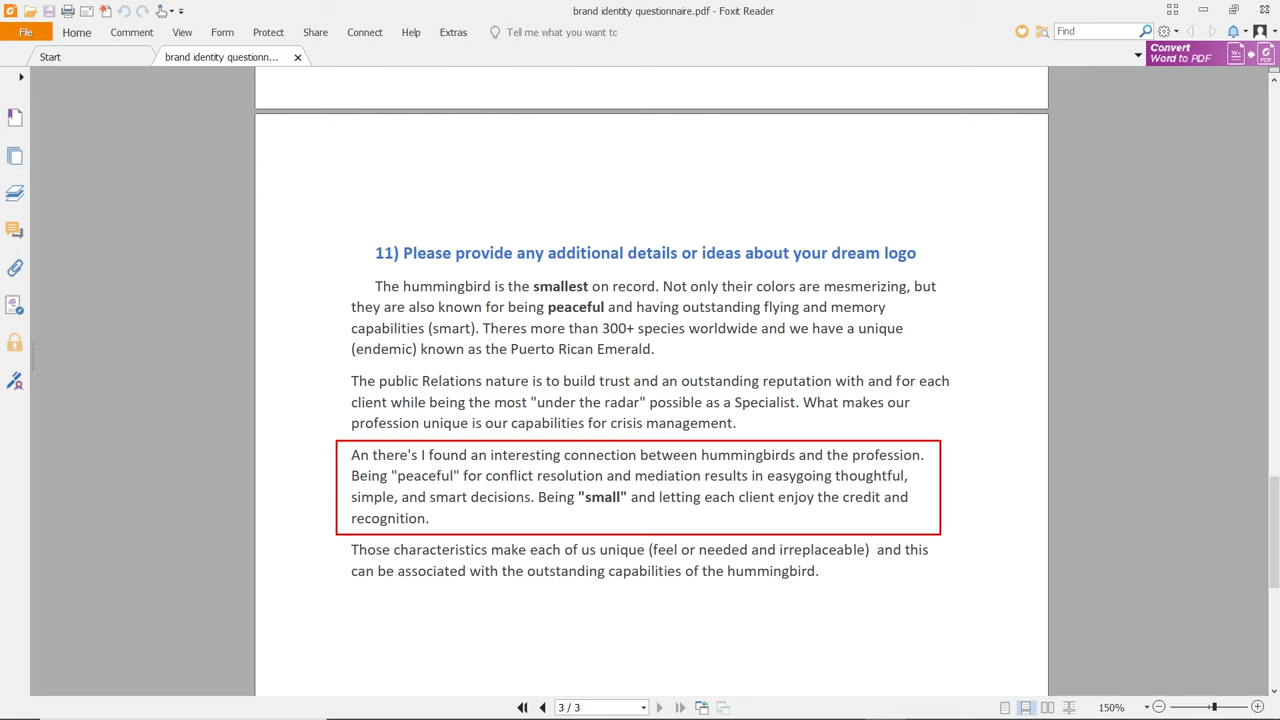 brand identity questionnaire.pdf - Foxit Reader
File Home Comment View Form Protect Share Connect Help Extras Tell me what you want to Find
Start brand identity questionn... Convert Word to PDF
11) Please provide any additional details or ideas about your dream logo
The hummingbird is the smallest on record. Not only their colors are mesmerizing, but
they are also known for being peaceful and having outstanding flying and memory
capabilities (smart). Theres more than 300+ species worldwide and we have a unique
(endemic) known as the Puerto Rican Emerald.
The public Relations nature is to build trust and an outstanding reputation with and for each
client while being the most "under the radar" possible as a Specialist. What makes our
profession unique is our capabilities for crisis management.
An there's I found an interesting connection between hummingbirds and the profession.
Being "peaceful" for conflict resolution and mediation results in easygoing thoughtful,
simple, and smart decisions. Being "small" and letting each client enjoy the credit and
recognition.
Those characteristics make each of us unique (feel or needed and irreplaceable)  and this
can be associated with the outstanding capabilities of the hummingbird.
3 / 3 150%